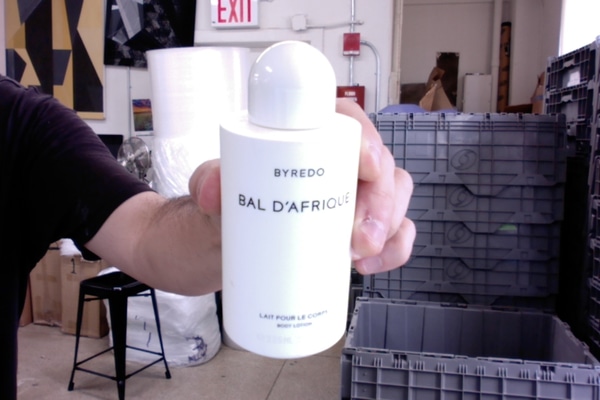 EXIT
BYREDO
BAL D'AFRIQUE
LAIT POUR LE CORPS
BODY LOTION